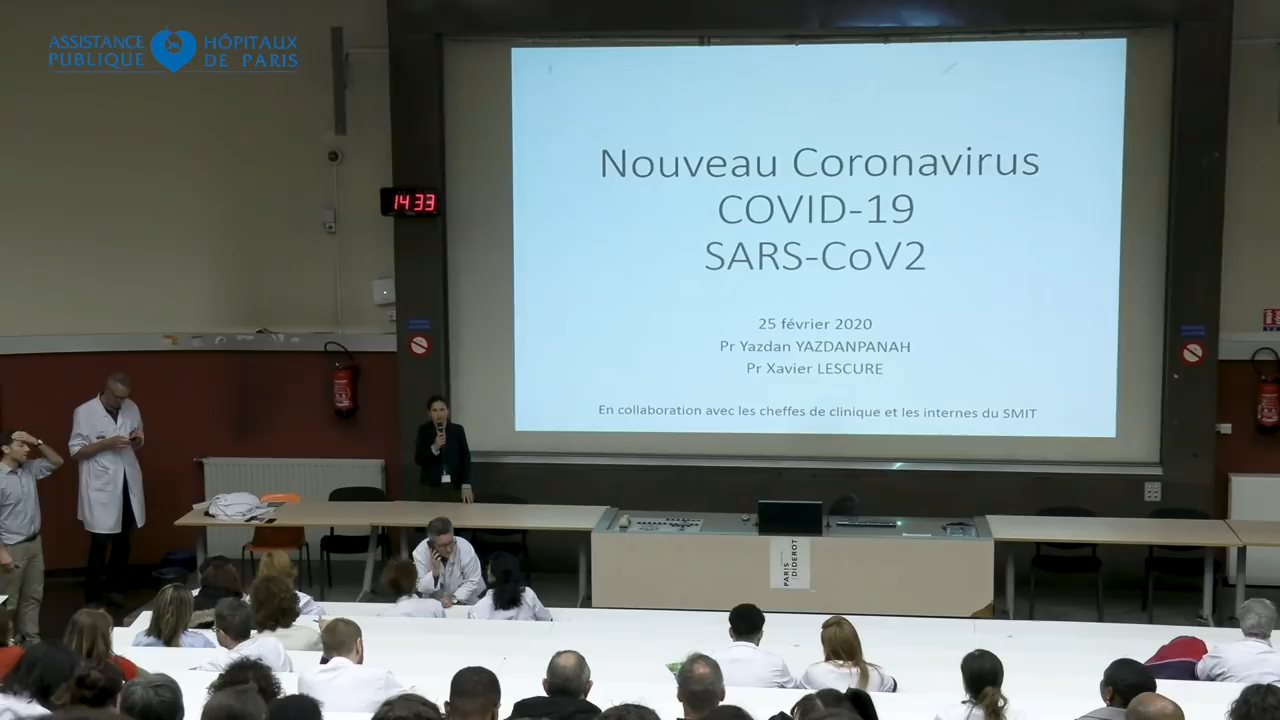 ASSISTANCE HÔPITAUX
PUBLIQUE DE PARIS
14 33
Nouveau Coronavirus
COVID-19
SARS-CoV2
25 février 2020
Pr Yazdan YAZDANPANAH
Pr Xavier LESCURE
En collaboration avec les cheffes de clinique et les internes du SMIT
PARIS
DIDEROT